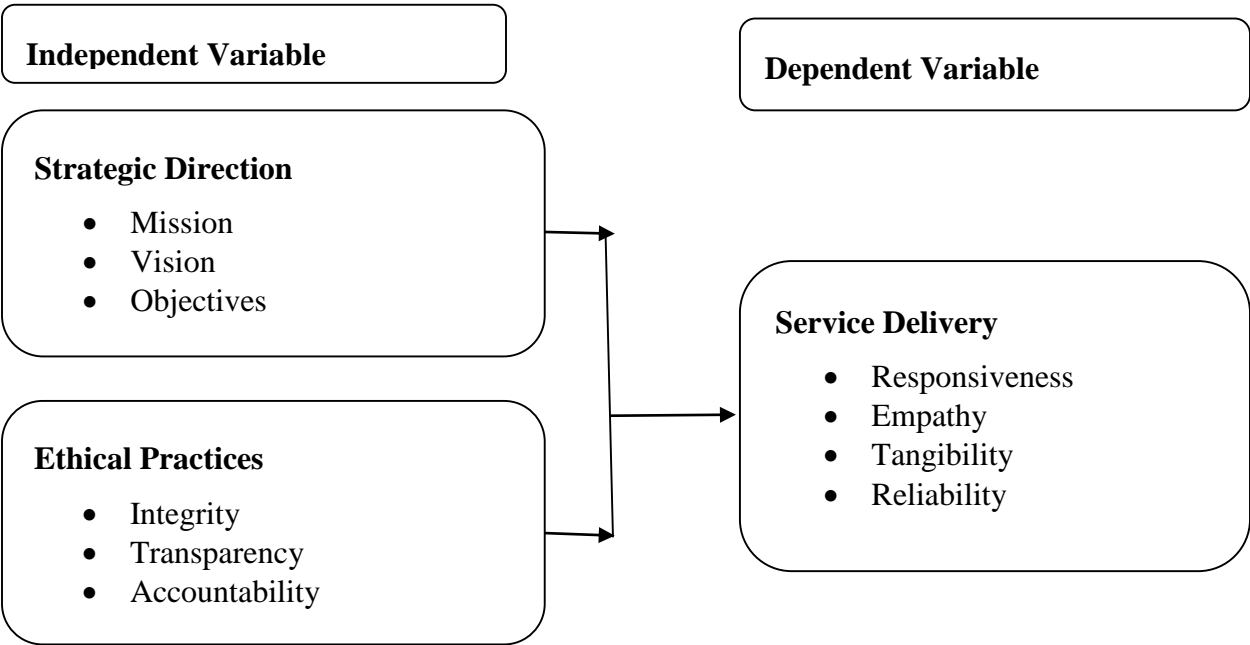 Independent Variable
Dependent Variable
Strategic Direction
• Mission
• Vision
• Objectives
Ethical Practices
• Integrity
• Transparency
• Accountability
Service Delivery
• Responsiveness
• Empathy
• Tangibility
• Reliability